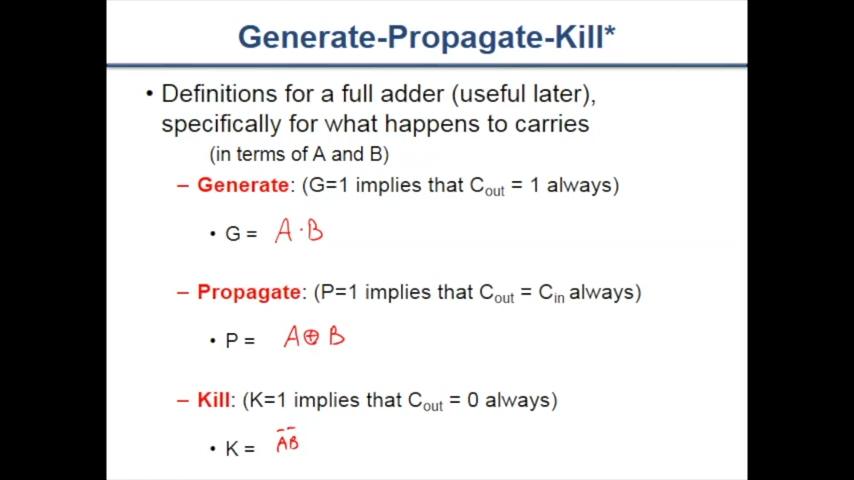 Generate-Propagate-Kill*
• Definitions for a full adder (useful later),
specifically for what happens to carries
(in terms of A and B)
– Generate: (G=1 implies that Cout = 1 always)
• G = A·B
– Propagate: (P=1 implies that Cout = Cin always)
• P = A⊕B
– Kill: (K=1 implies that Cout = 0 always)
• K = A̅B̅